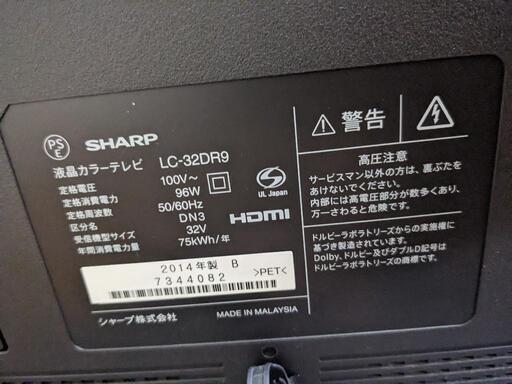 PS
E
SHARP
液晶カラーテレビ LC-32DR9
定格電圧 100V～
定格消費電力 96W
定格周波数 50/60Hz
区分名 DN3
受信機型サイズ 32V
年間消費電力量 75kWh/年
UL Japan
HDMI
2014年製 B
7344082
>PET<
シャープ株式会社
MADE IN MALAYSIA
警告
高圧注意
サービスマン以外の方は、裏ぶたを
あけないでください。
内部には高電圧部分が数多くあり、
万一さわると危険です。
ドルビーラボラトリーズからの実施権に
基づき製造されています。
Dolby、ドルビー及びダブルD記号は
ドルビーラボラトリーズの商標です。